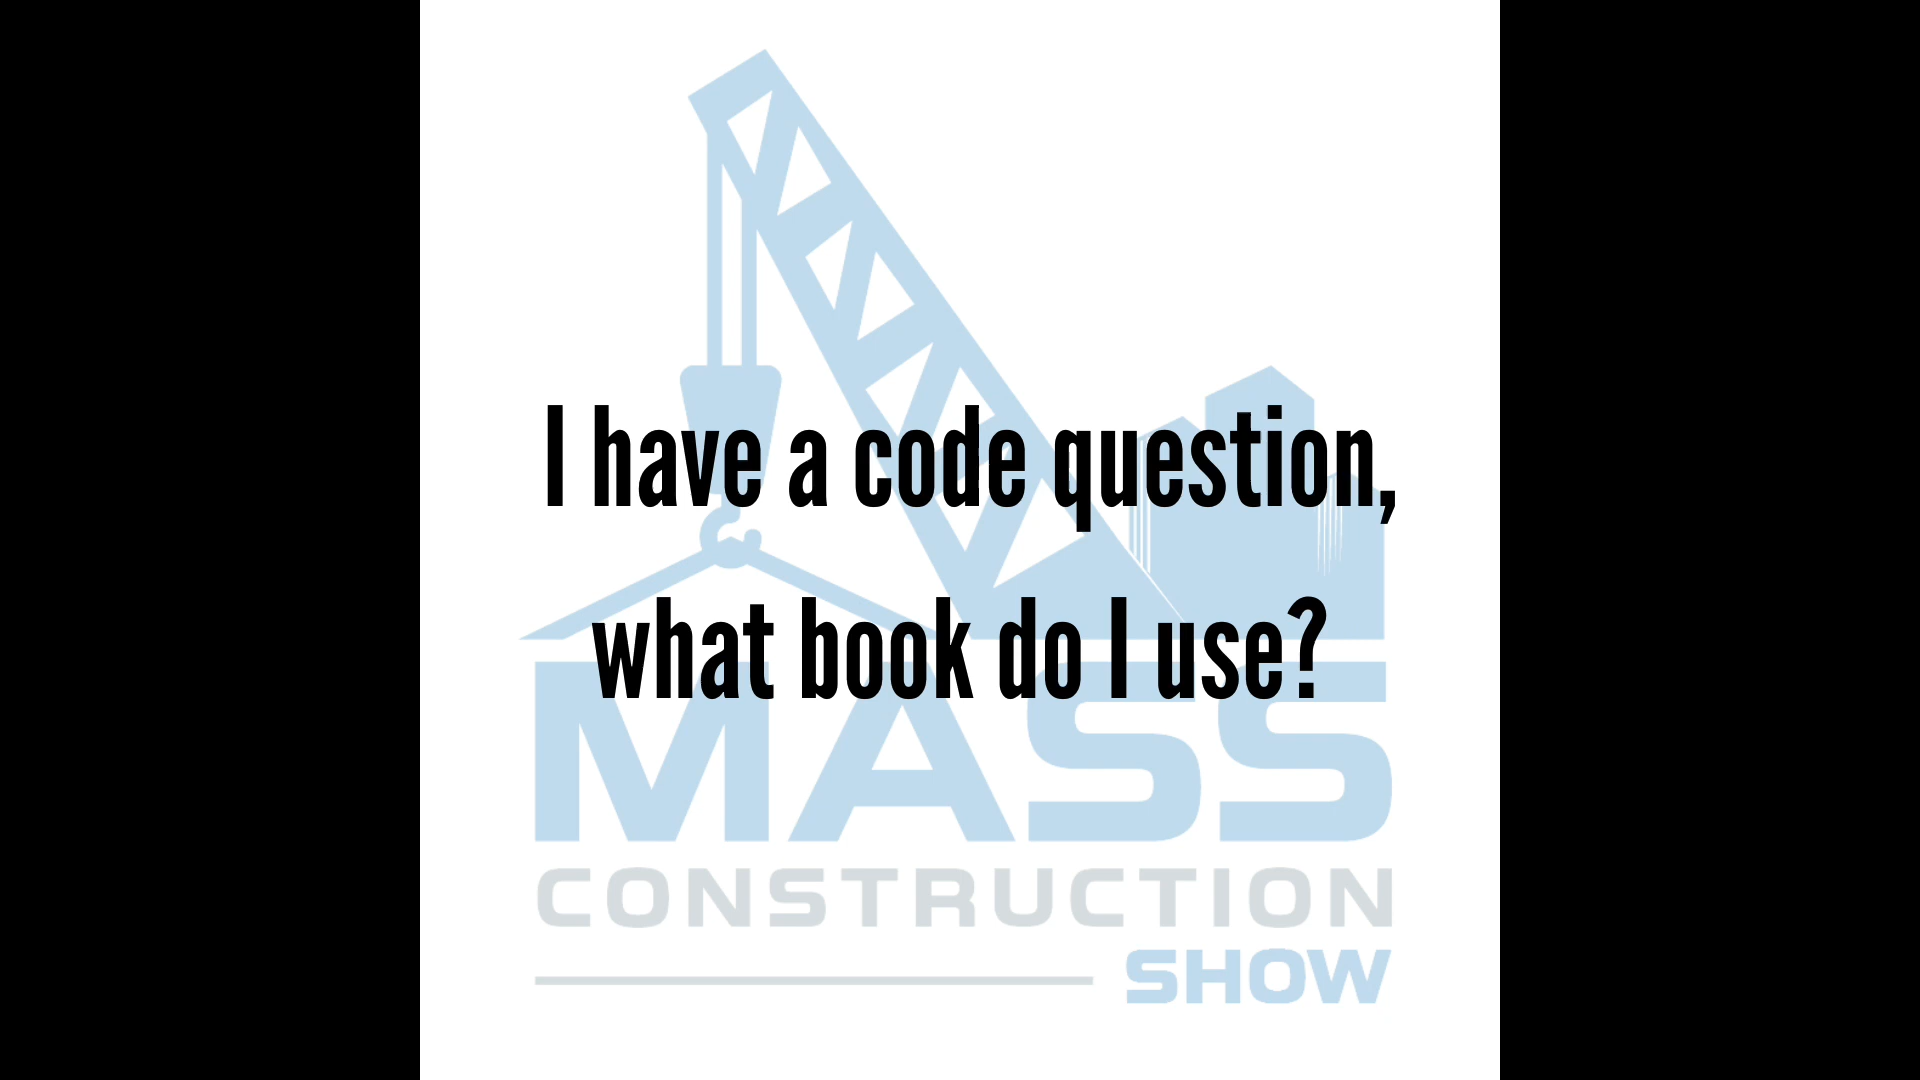 I have a code question,
what book do I use?
MASS
CONSTRUCTION
SHOW